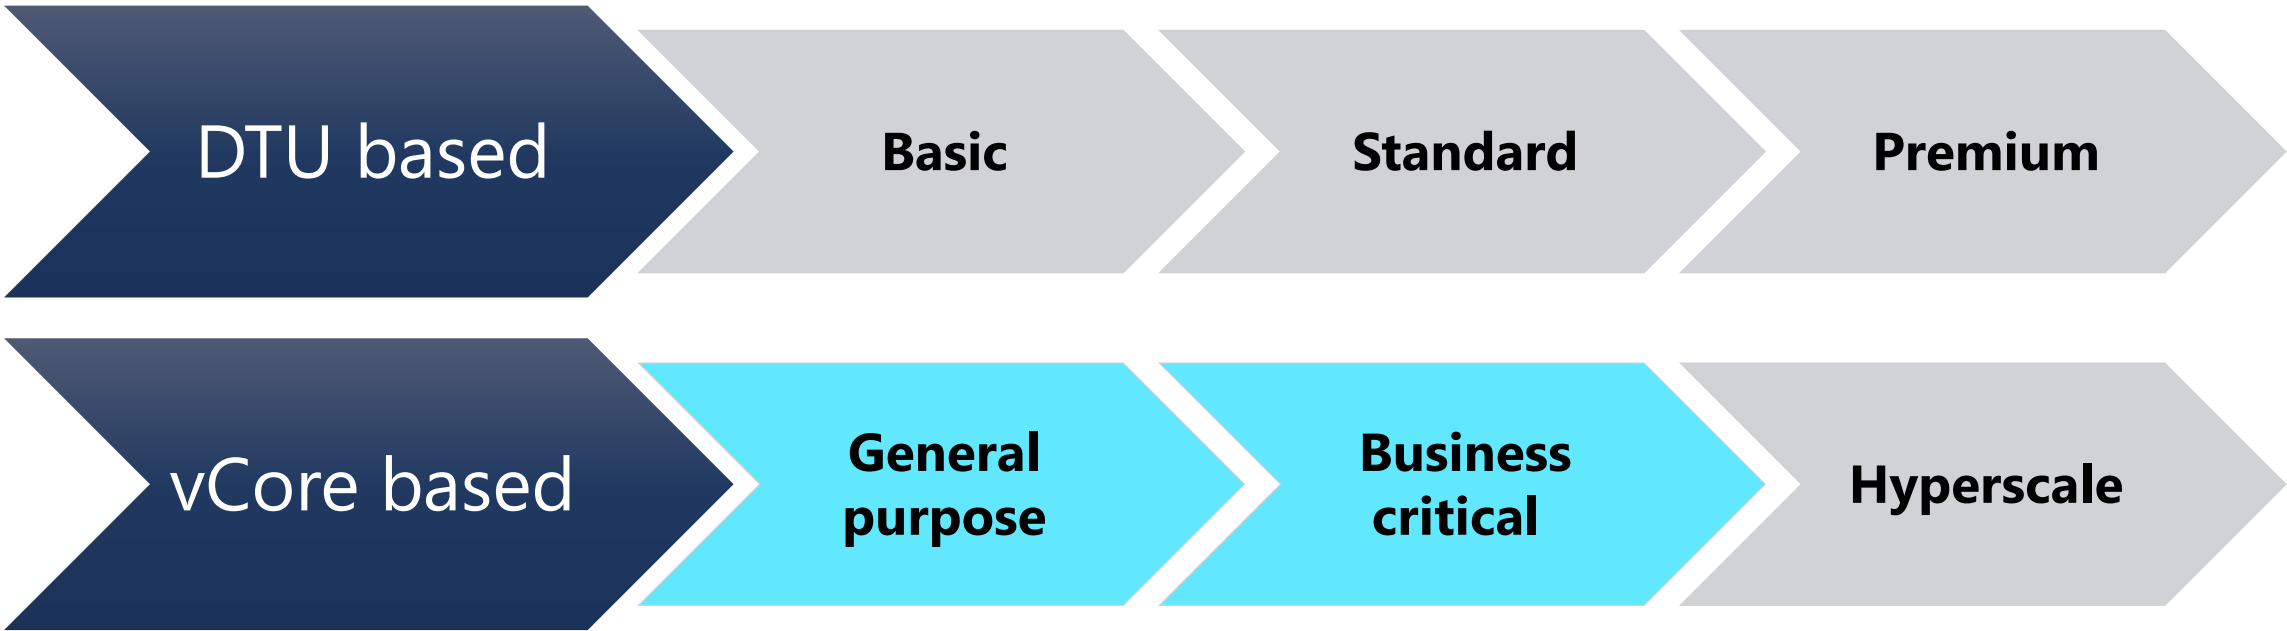 DTU based
Basic
Standard
Premium
vCore based
General
purpose
Business
critical
Hyperscale